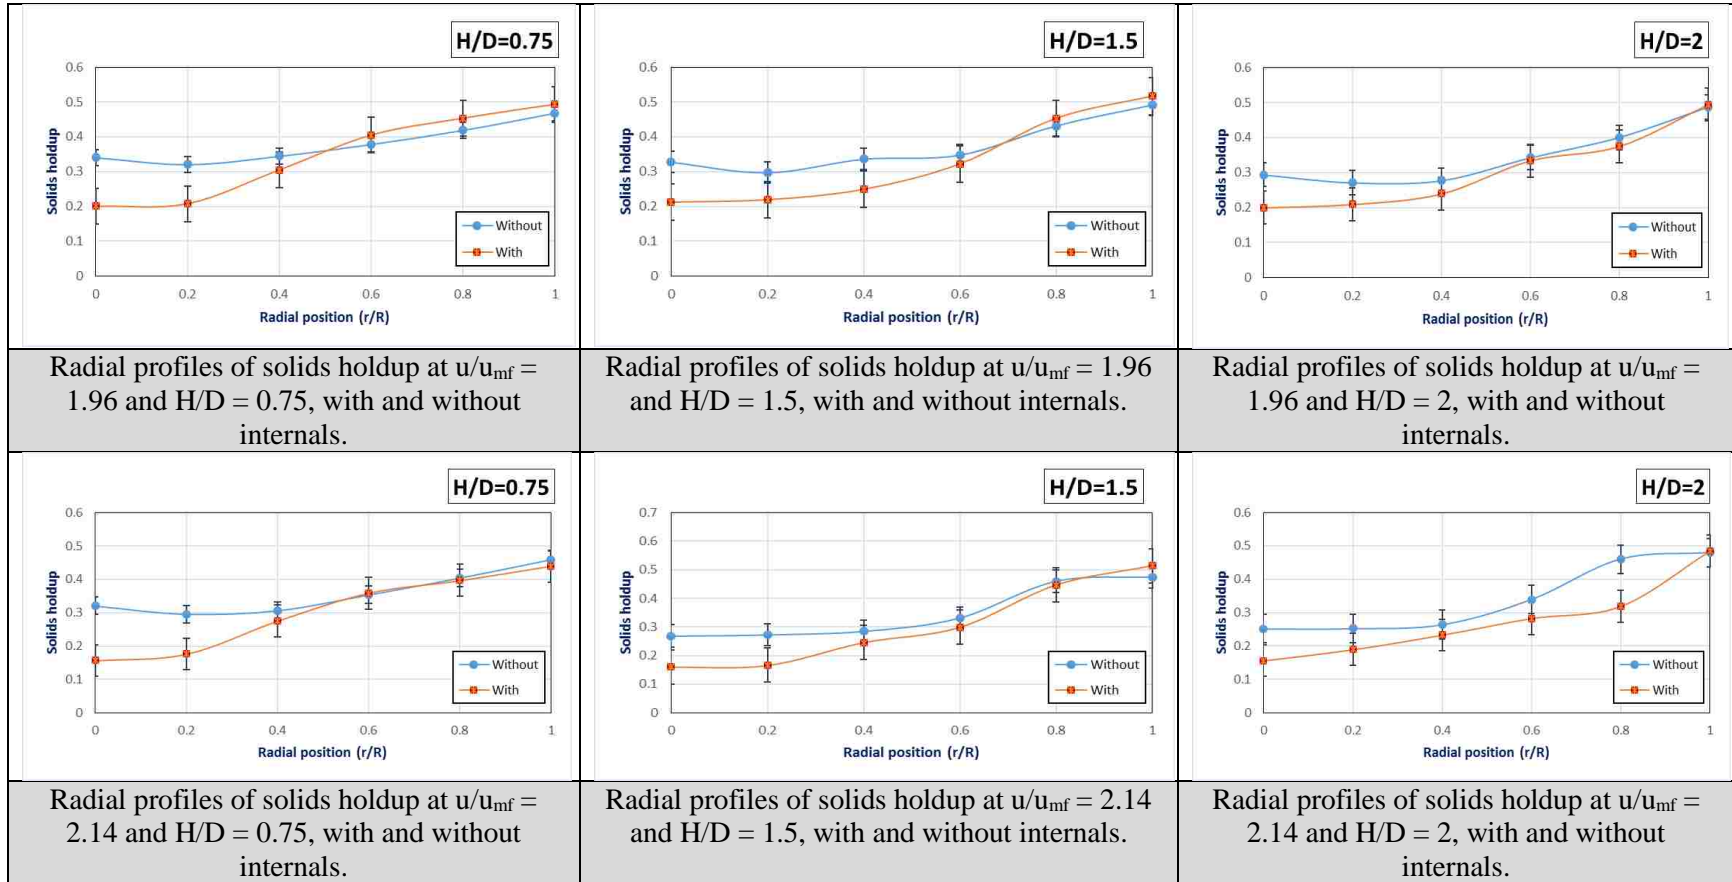 H/D=0.75
0.6
0.5
0.4
0.3
0.2
0.1
0
Solids holdup
Without
With
0 0.2 0.4 0.6 0.8 1
Radial position (r/R)
H/D=1.5
0.6
0.5
0.4
0.3
0.2
0.1
0
Solids holdup
Without
With
0 0.2 0.4 0.6 0.8 1
Radial position (r/R)
H/D=2
0.6
0.5
0.4
0.3
0.2
0.1
0
Solids holdup
Without
With
0 0.2 0.4 0.6 0.8 1
Radial position (r/R)
Radial profiles of solids holdup at u/umf =
1.96 and H/D = 0.75, with and without
internals.
Radial profiles of solids holdup at u/umf = 1.96
and H/D = 1.5, with and without internals.
Radial profiles of solids holdup at u/umf =
1.96 and H/D = 2, with and without
internals.
H/D=0.75
0.6
0.5
0.4
0.3
0.2
0.1
0
Solids holdup
Without
With
0 0.2 0.4 0.6 0.8 1
Radial position (r/R)
H/D=1.5
0.7
0.6
0.5
0.4
0.3
0.2
0.1
0
Solids holdup
Without
With
0 0.2 0.4 0.6 0.8 1
Radial position (r/R)
H/D=2
0.6
0.5
0.4
0.3
0.2
0.1
0
Solids holdup
Without
With
0 0.2 0.4 0.6 0.8 1
Radial position (r/R)
Radial profiles of solids holdup at u/umf =
2.14 and H/D = 0.75, with and without
internals.
Radial profiles of solids holdup at u/umf = 2.14
and H/D = 1.5, with and without internals.
Radial profiles of solids holdup at u/umf =
2.14 and H/D = 2, with and without
internals.